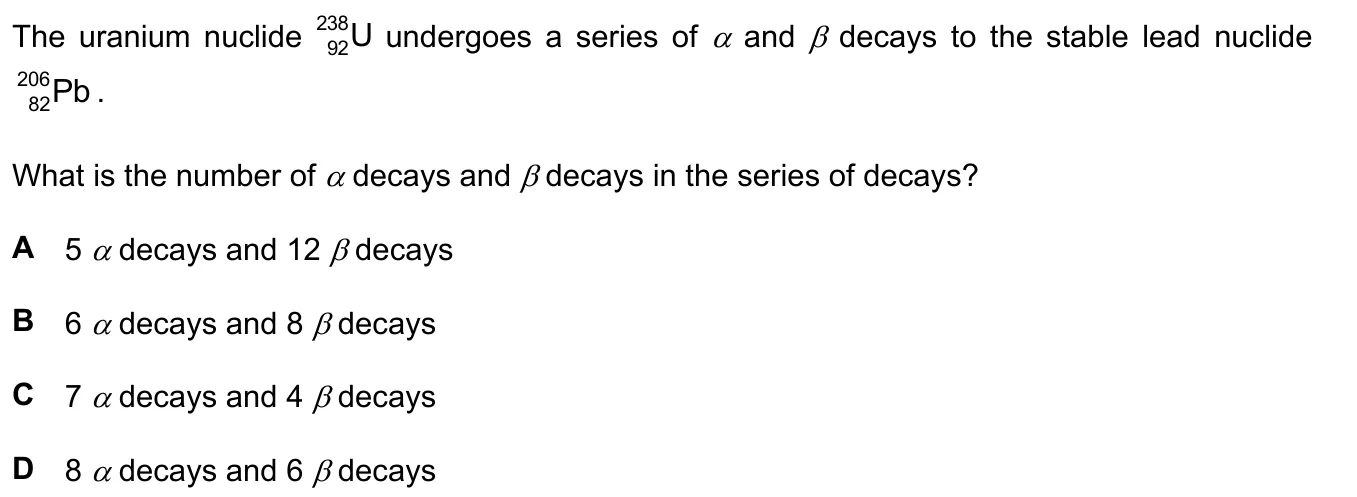 The uranium nuclide ²³⁸₉₂U undergoes a series of α and β decays to the stable lead nuclide
²⁰⁶₈₂Pb.
What is the number of α decays and β decays in the series of decays?
A 5 α decays and 12 β decays
B 6 α decays and 8 β decays
C 7 α decays and 4 β decays
D 8 α decays and 6 β decays